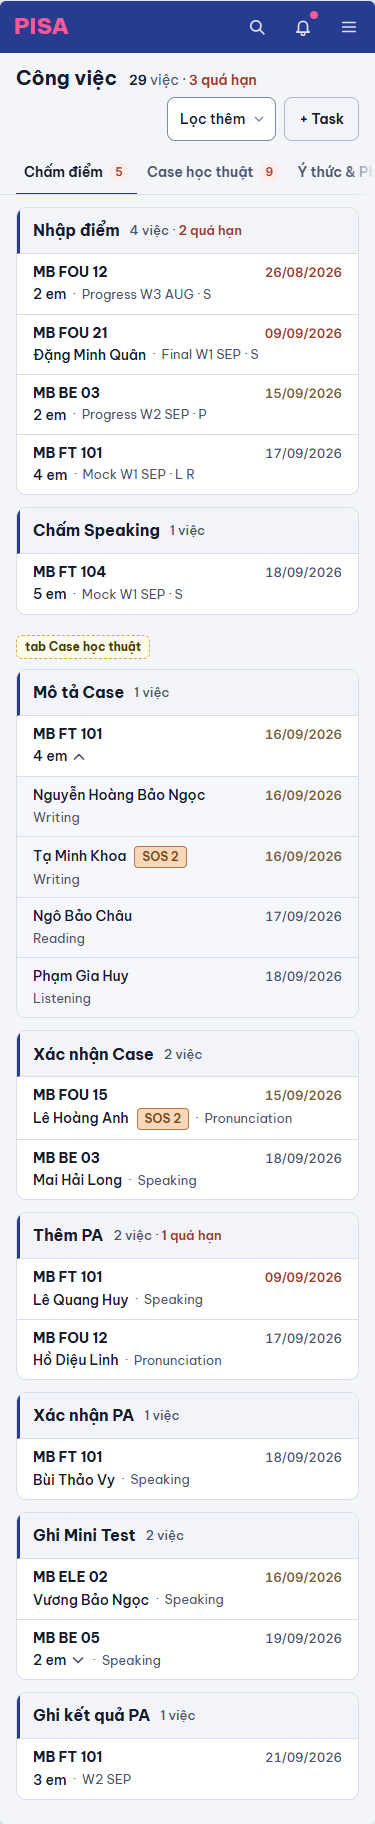 PISA
Công việc 29 việc · 3 quá hạn
Lọc thêm + Task
Chấm điểm 5 Case học thuật 9 Ý thức &
Nhập điểm 4 việc · 2 quá hạn
MB FOU 12 26/08/2026
2 em · Progress W3 AUG · S
MB FOU 21 09/09/2026
Đặng Minh Quân · Final W1 SEP · S
MB BE 03 15/09/2026
2 em · Progress W2 SEP · P
MB FT 101 17/09/2026
4 em · Mock W1 SEP · L R
Chấm Speaking 1 việc
MB FT 104 18/09/2026
5 em · Mock W1 SEP · S
tab Case học thuật
Mô tả Case 1 việc
MB FT 101 16/09/2026
4 em
Nguyễn Hoàng Bảo Ngọc 16/09/2026
Writing
Tạ Minh Khoa SOS 2 16/09/2026
Writing
Ngô Bảo Châu 17/09/2026
Reading
Phạm Gia Huy 18/09/2026
Listening
Xác nhận Case 2 việc
MB FOU 15 15/09/2026
Lê Hoàng Anh SOS 2 · Pronunciation
MB BE 03 18/09/2026
Mai Hải Long · Speaking
Thêm PA 2 việc · 1 quá hạn
MB FT 101 09/09/2026
Lê Quang Huy · Speaking
MB FOU 12 17/09/2026
Hồ Diệu Linh · Pronunciation
Xác nhận PA 1 việc
MB FT 101 18/09/2026
Bùi Thảo Vy · Speaking
Ghi Mini Test 2 việc
MB ELE 02 16/09/2026
Vương Bảo Ngọc · Speaking
MB BE 05 19/09/2026
2 em · Speaking
Ghi kết quả PA 1 việc
MB FT 101 21/09/2026
3 em · W2 SEP